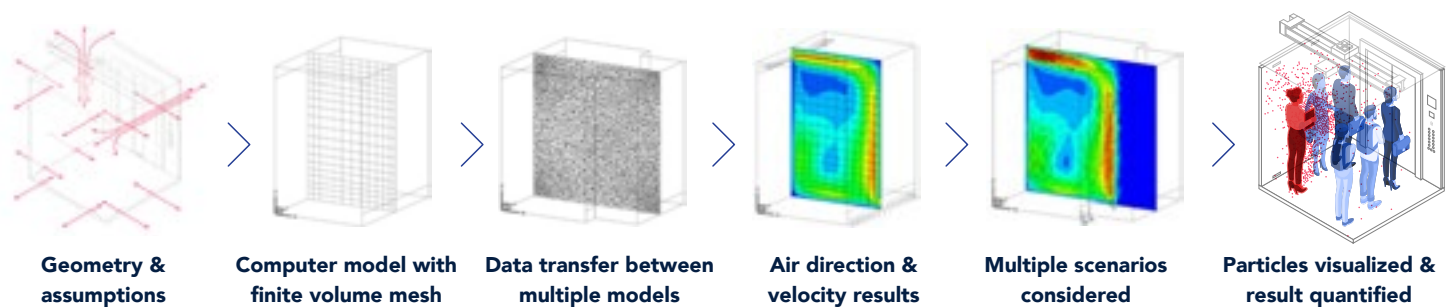 Geometry &
assumptions
Computer model with
finite volume mesh
Data transfer between
multiple models
Air direction &
velocity results
Multiple scenarios
considered
Particles visualized &
result quantified